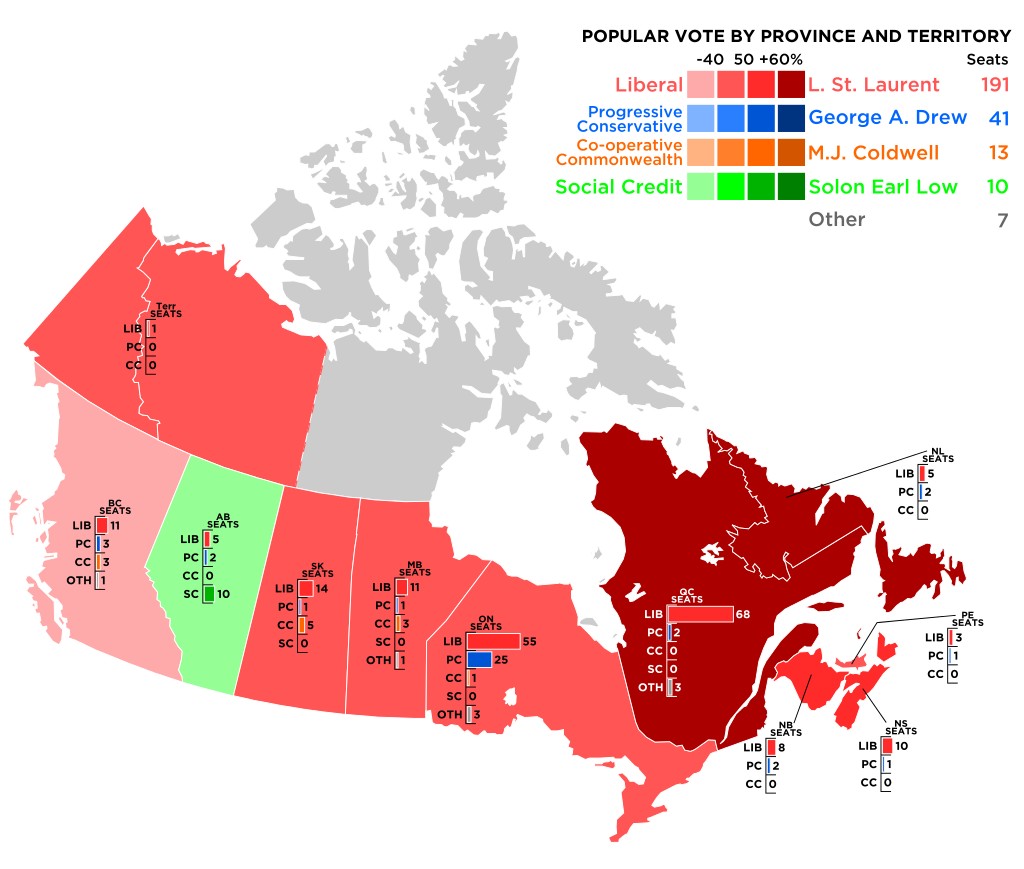 POPULAR VOTE BY PROVINCE AND TERRITORY
-40 50 +60% Seats
Liberal L. St. Laurent 191
Progressive
Conservative George A. Drew 41
Co-operative
Commonwealth M.J. Coldwell 13
Social Credit Solon Earl Low 10
Other 7
Terr
SEATS
LIB 1
PC 0
CC 0
BC
SEATS
LIB 11
PC 3
CC 3
OTH 1
AB
SEATS
LIB 5
PC 2
CC 0
SC 10
SK
SEATS
LIB 14
PC 1
CC 5
SC 0
MB
SEATS
LIB 11
PC 1
CC 3
SC 0
OTH 1
ON
SEATS
LIB 55
PC 25
CC 1
SC 0
OTH 3
QC
SEATS
LIB 68
PC 2
CC 0
SC 0
OTH 3
NL
SEATS
LIB 5
PC 2
CC 0
PE
SEATS
LIB 3
PC 1
CC 0
NB
SEATS
LIB 8
PC 2
CC 0
NS
SEATS
LIB 10
PC 1
CC 0